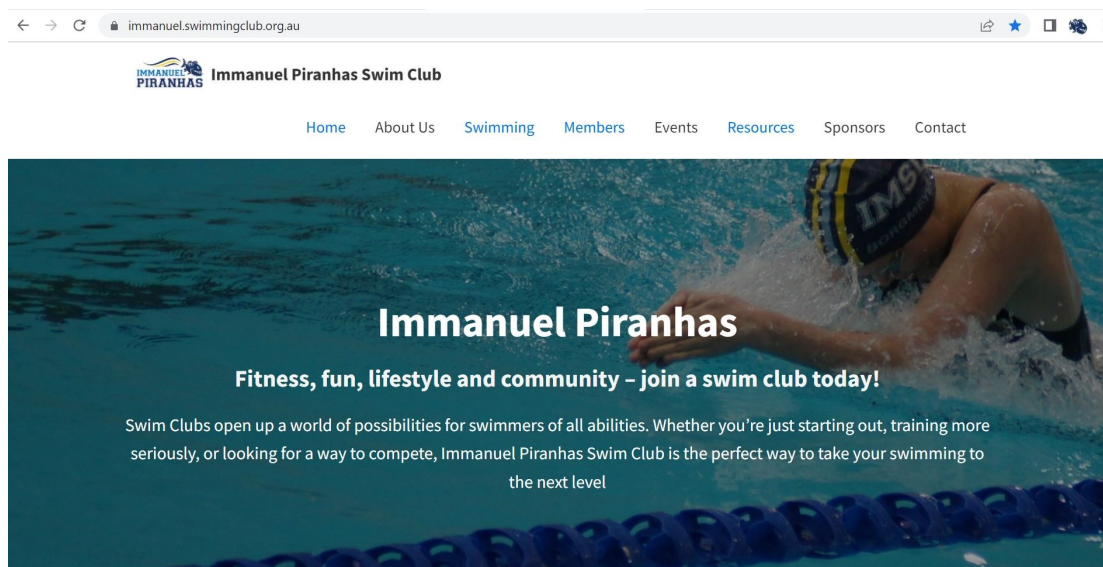 immanuel.swimmingclub.org.au
IMMANUEL
PIRANHAS
Immanuel Piranhas Swim Club
Home About Us Swimming Members Events Resources Sponsors Contact
IMSC
BORGMEYER
Immanuel Piranhas
Fitness, fun, lifestyle and community – join a swim club today!
Swim Clubs open up a world of possibilities for swimmers of all abilities. Whether you’re just starting out, training more
seriously, or looking for a way to compete, Immanuel Piranhas Swim Club is the perfect way to take your swimming to
the next level